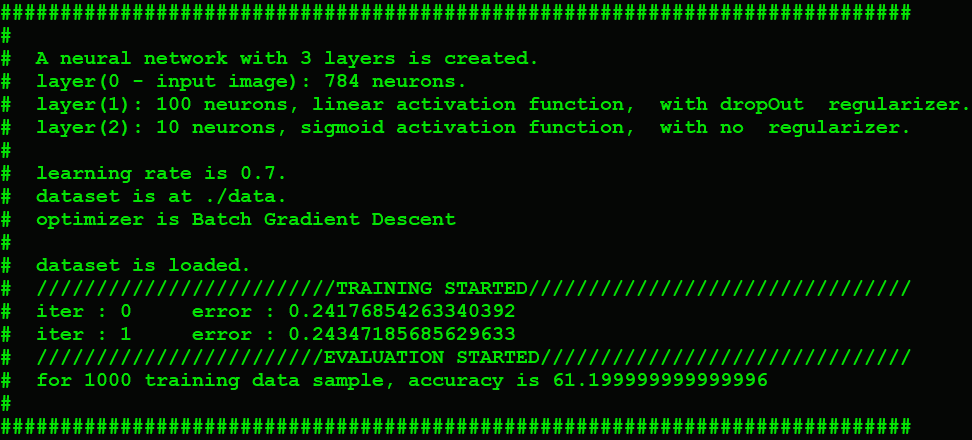 ############################################################################
#
#  A neural network with 3 layers is created.
#  layer(0 - input image): 784 neurons.
#  layer(1): 100 neurons, linear activation function,  with dropOut  regularizer.
#  layer(2): 10 neurons, sigmoid activation function,  with no  regularizer.
#
#  learning rate is 0.7.
#  dataset is at ./data.
#  optimizer is Batch Gradient Descent
#
#  dataset is loaded.
#  /////////////////////////TRAINING STARTED////////////////////////////////
#  iter : 0     error : 0.24176854263340392
#  iter : 1     error : 0.24347185685629633
#  ////////////////////////EVALUATION STARTED///////////////////////////////
#  for 1000 training data sample, accuracy is 61.199999999999996
#
############################################################################